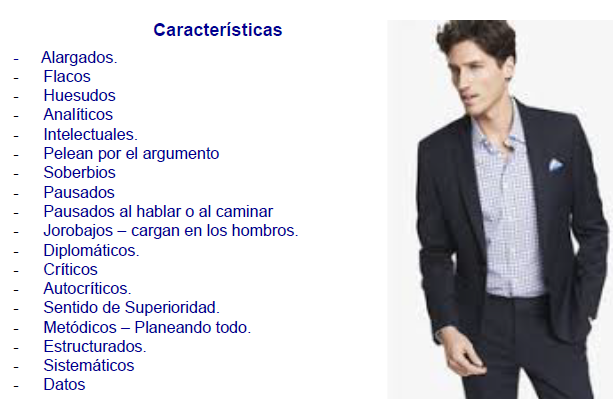 Características
- Alargados.
- Flacos
- Huesudos
- Analíticos
- Intelectuales.
- Pelean por el argumento
- Soberbios
- Pausados
- Pausados al hablar o al caminar
- Jorobajos – cargan en los hombros.
- Diplomáticos.
- Críticos
- Autocríticos.
- Sentido de Superioridad.
- Metódicos – Planeando todo.
- Estructurados.
- Sistemáticos
- Datos